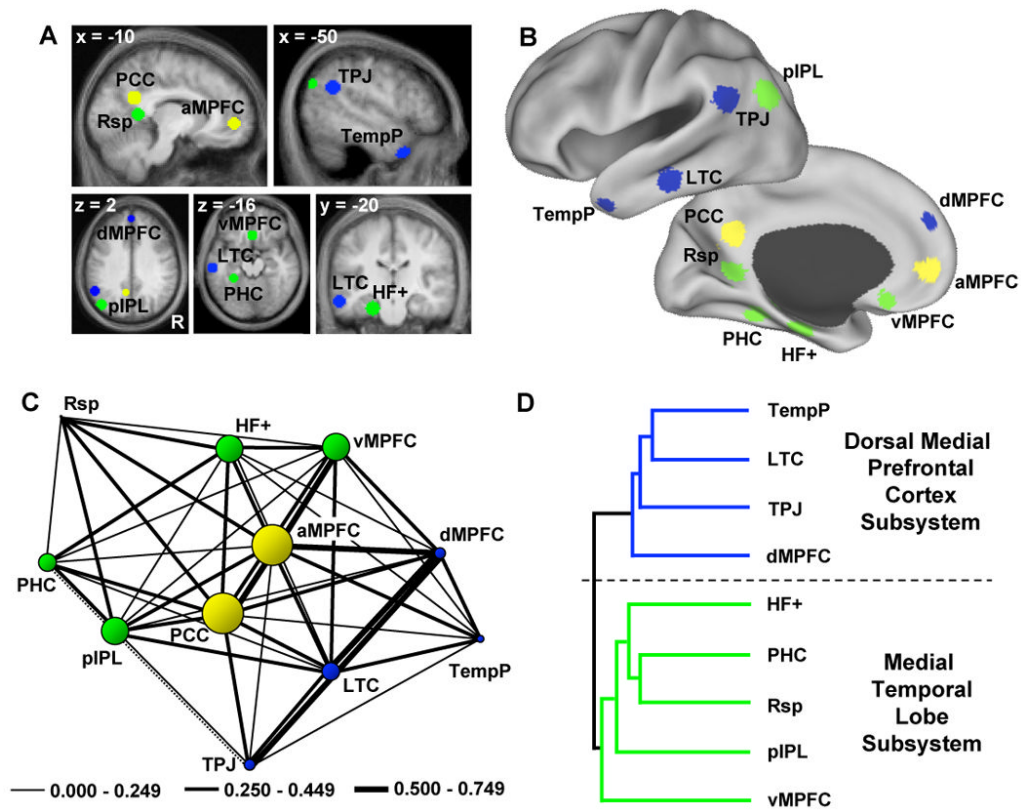 A
x = -10
PCC
Rsp
aMPFC
x = -50
TPJ
TempP
z = 2
dMPFC
pIPL
R
z = -16
vMPFC
LTC
PHC
y = -20
LTC
HF+
B
pIPL
TPJ
LTC
TempP
PCC
Rsp
dMPFC
aMPFC
vMPFC
PHC
HF+
C
Rsp
HF+
vMPFC
aMPFC
dMPFC
PHC
PCC
pIPL
LTC
TempP
TPJ
0.000 - 0.249
0.250 - 0.449
0.500 - 0.749
D
TempP
LTC
TPJ
dMPFC
Dorsal Medial
Prefrontal
Cortex
Subsystem
HF+
PHC
Rsp
pIPL
vMPFC
Medial
Temporal
Lobe
Subsystem